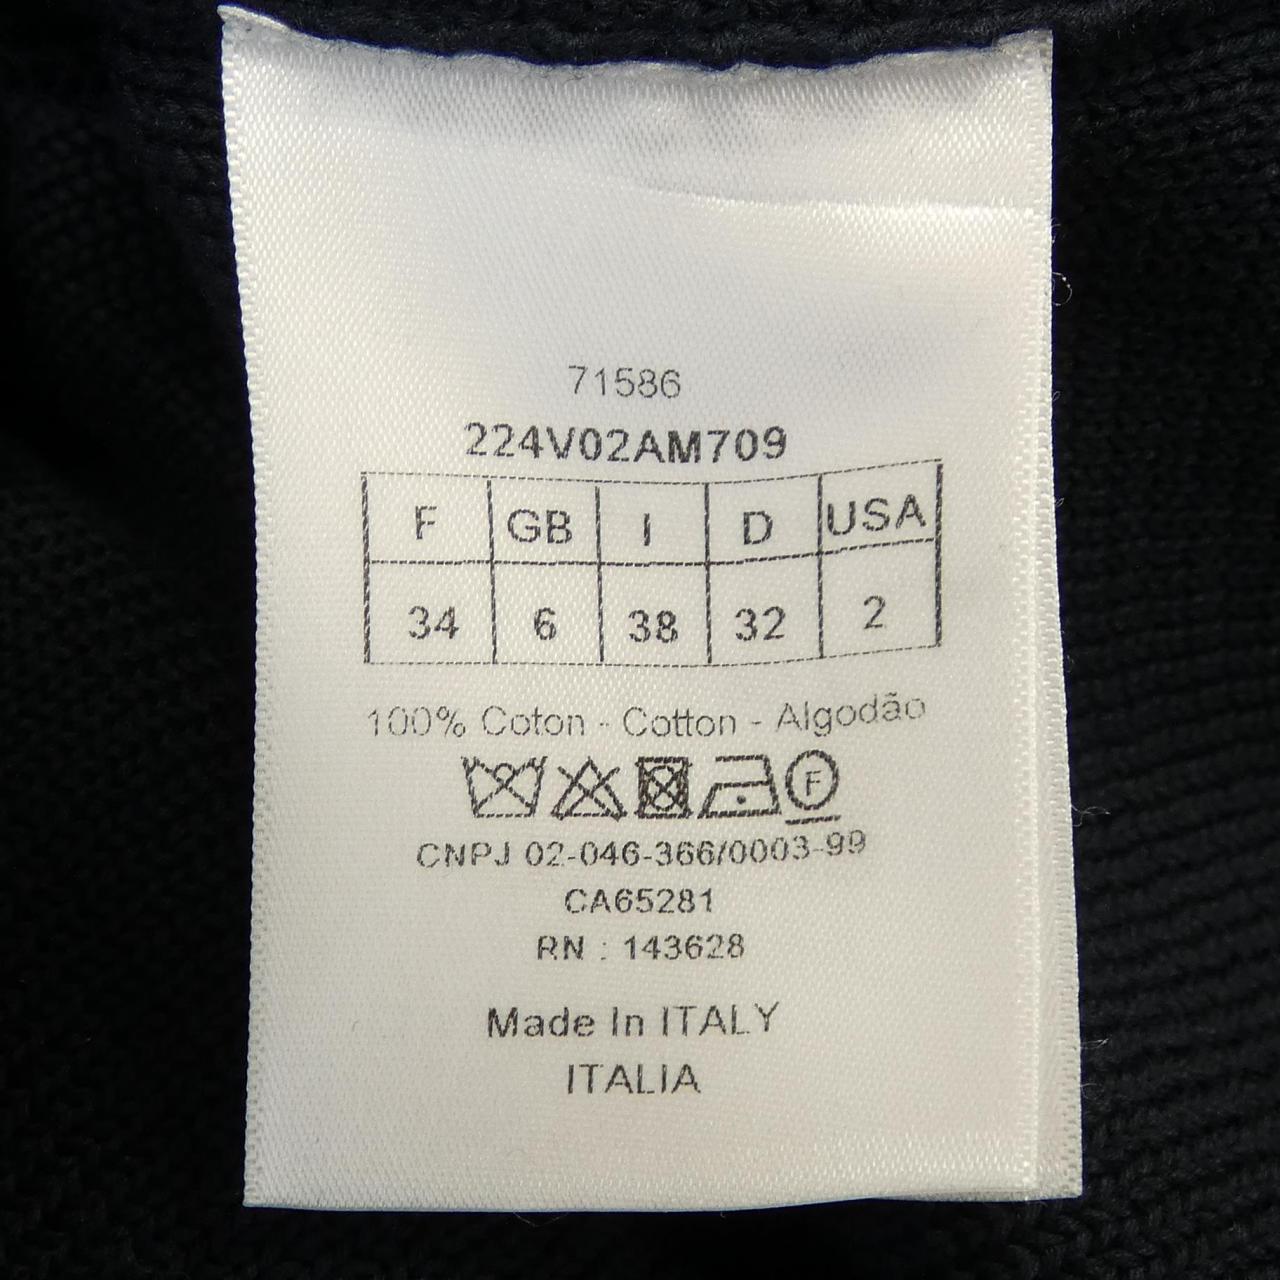 71586
224V02AM709
F GB I D USA
34 6 38 32 2
100% Coton - Cotton - Algodão
F
CNPJ 02-046-366/0003-99
CA65281
RN : 143628
Made In ITALY
ITALIA